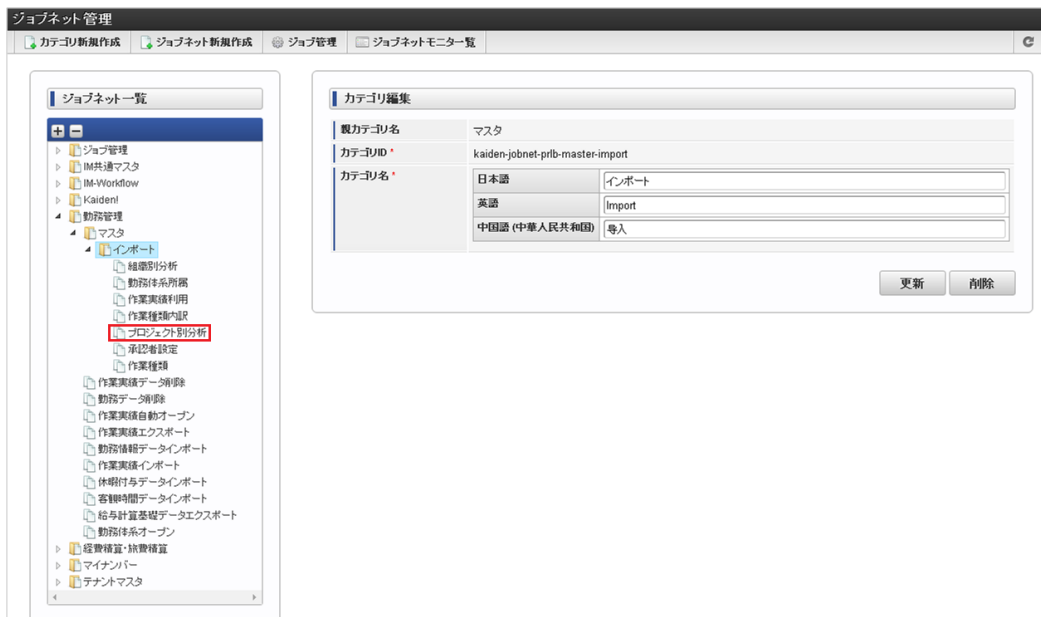 ジョブネット管理
カテゴリ新規作成 ジョブネット新規作成 ジョブ管理 ジョブネットモニター覧
ジョブネット一覧
ジョブ管理
IM共通マスタ
IM-Workflow
Kaiden!
勤務管理
マスタ
インポート
組織別分析
勤務体系所属
作業実績利用
作業種類内訳
プロジェクト別分析
承認者設定
作業種類
作業実績データ削除
勤務データ削除
作業実績自動オープン
作業実績エクスポート
勤務情報データインポート
作業実績インポート
休暇付与データインポート
客観時間データインポート
給与計算基礎データエクスポート
勤務体系オープン
経費精算・旅費精算
マイナンバー
テナントマスタ
カテゴリ編集
親カテゴリ名 マスタ
カテゴリID * kaiden-jobnet-prlb-master-import
カテゴリ名 *
日本語 インポート
英語 Import
中国語 (中華人民共和国) 导入
更新 削除